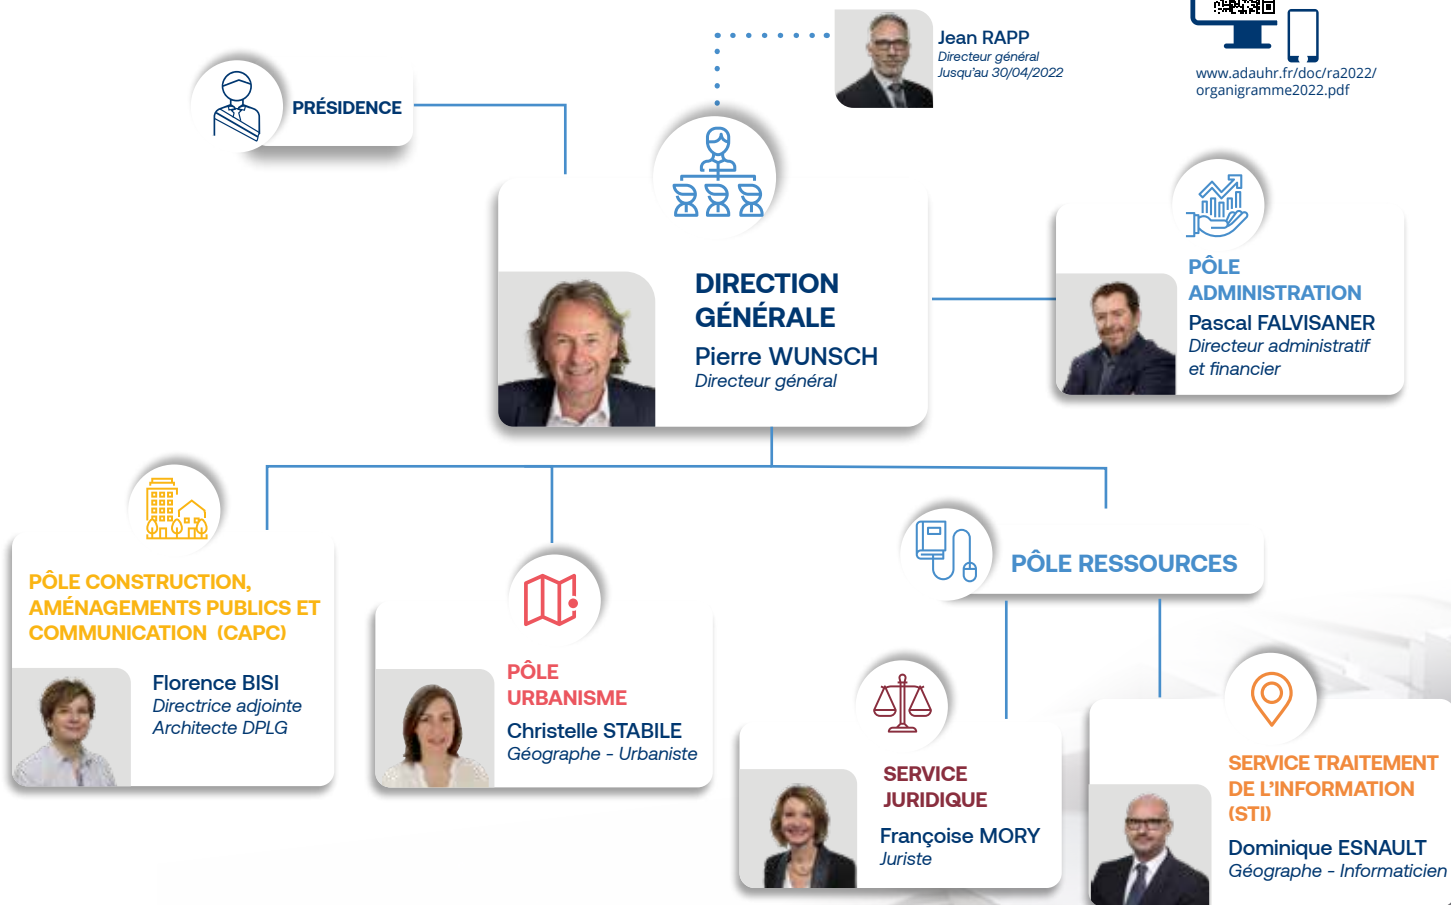 Jean RAPP
Directeur général
Jusqu'au 30/04/2022
www.adauhr.fr/doc/ra2022/
organigramme2022.pdf
PRÉSIDENCE
DIRECTION
GÉNÉRALE
Pierre WUNSCH
Directeur général
PÔLE
ADMINISTRATION
Pascal FALVISANER
Directeur administratif
et financier
PÔLE CONSTRUCTION,
AMÉNAGEMENTS PUBLICS ET
COMMUNICATION (CAPC)
Florence BISI
Directrice adjointe
Architecte DPLG
PÔLE
URBANISME
Christelle STABILE
Géographe - Urbaniste
PÔLE RESSOURCES
SERVICE
JURIDIQUE
Françoise MORY
Juriste
SERVICE TRAITEMENT
DE L'INFORMATION
(STI)
Dominique ESNAULT
Géographe - Informaticien